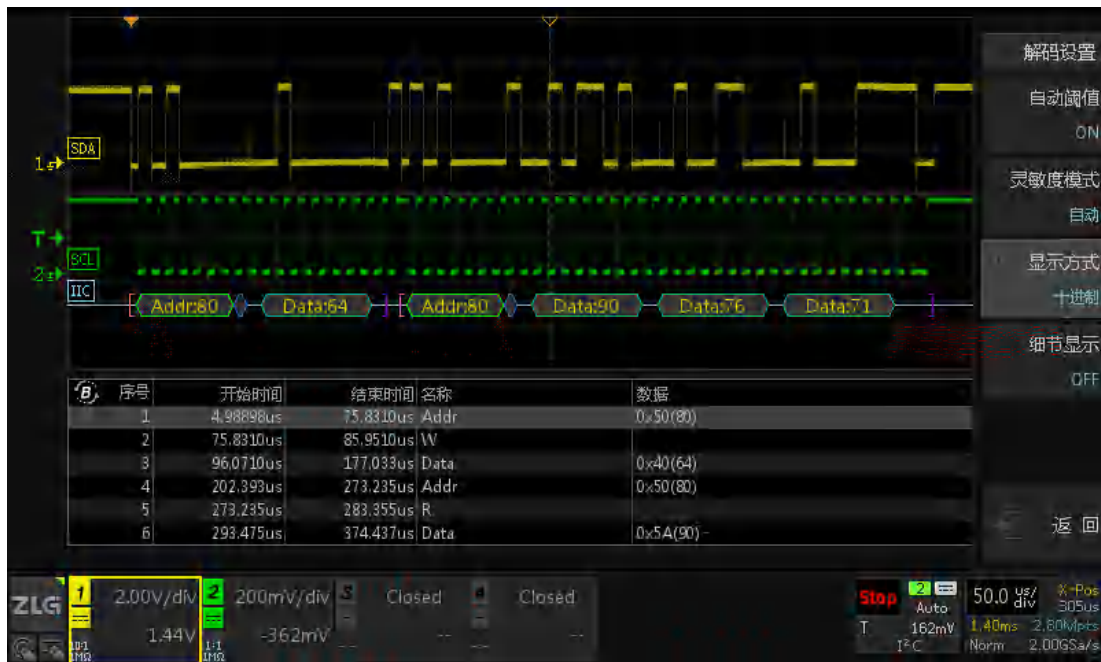 解码设置
自动阈值
ON
灵敏度模式
自动
显示方式
十进制
细节显示
OFF
返 回
SDA
1
T
SCL
2
IIC
Addr:80 Data:64 Addr:80 Data:90 Data:76 Data:71
B 序号 开始时间 结束时间 名称 数据
1 4.98898us 75.8310us Addr 0x50(80)
2 75.8310us 85.9510us W
3 96.0710us 177.033us Data 0x40(64)
4 202.393us 273.235us Addr 0x50(80)
5 273.235us 283.355us R
6 293.475us 374.437us Data 0x5A(90)
ZLG
1 2.00V/div 1.44V 10:1 1MΩ
2 200mV/div -362mV 1:1 1MΩ
3 Closed --
4 Closed --
Stop 2 Auto
T 162mV
I²C
50.0 us/div X-Pos 305us
1.40ms 2.80Mpts
Norm 2.00GSa/s